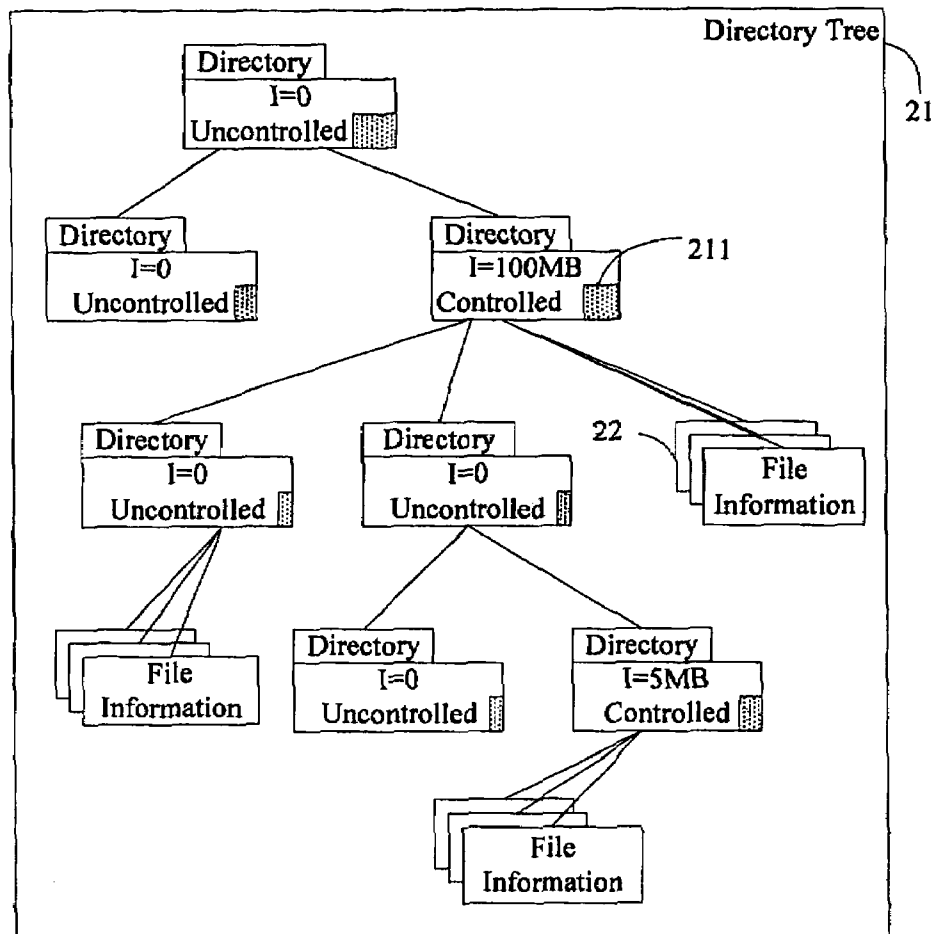 Directory Tree
21
Directory
I=0
Uncontrolled
Directory
I=0
Uncontrolled
Directory
I=100MB
Controlled
211
Directory
I=0
Uncontrolled
Directory
I=0
Uncontrolled
22
File
Information
File
Information
Directory
I=0
Uncontrolled
Directory
I=5MB
Controlled
File
Information